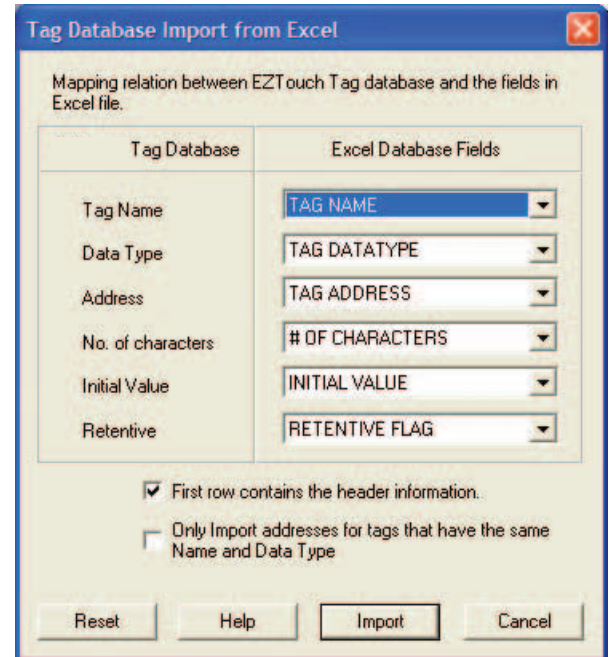 Tag Database Import from Excel
Mapping relation between EZTouch Tag database and the fields in
Excel file.
Tag Database Excel Database Fields
Tag Name TAG NAME
Data Type TAG DATATYPE
Address TAG ADDRESS
No. of characters # OF CHARACTERS
Initial Value INITIAL VALUE
Retentive RETENTIVE FLAG
First row contains the header information.
Only Import addresses for tags that have the same
Name and Data Type
Reset Help Import Cancel